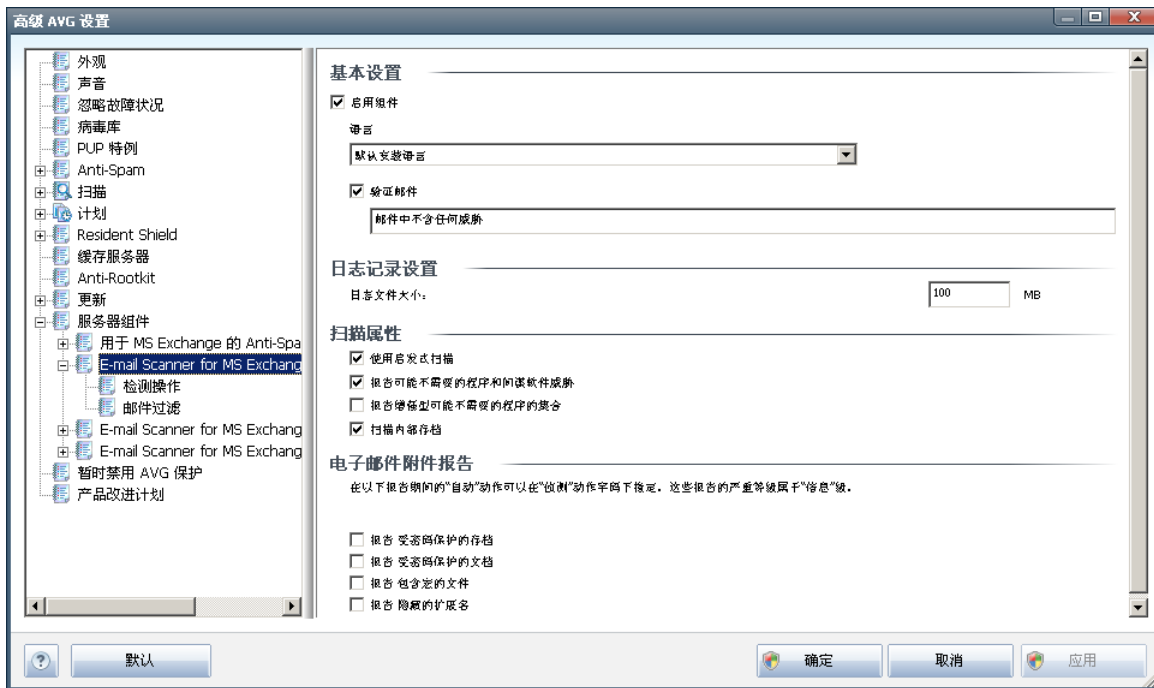 高级 AVG 设置
外观
声音
忽略故障状况
病毒库
PUP 特例
Anti-Spam
扫描
计划
Resident Shield
缓存服务器
Anti-Rootkit
更新
服务器组件
用于 MS Exchange 的 Anti-Spa
E-mail Scanner for MS Exchang
检测操作
邮件过滤
E-mail Scanner for MS Exchang
E-mail Scanner for MS Exchang
暂时禁用 AVG 保护
产品改进计划
基本设置
启用组件
语言
默认安装语言
验证邮件
邮件中不含任何威胁
日志记录设置
日志文件大小:
100 MB
扫描属性
使用启发式扫描
报告可能不需要的程序和间谍软件威胁
报告增强型可能不需要的程序的集合
扫描内部存档
电子邮件附件报告
在以下报告期间的“自动”动作可以在“侦测”动作字码下指定。这些报告的严重等级属于“信息”级。
报告 受密码保护的存档
报告 受密码保护的文档
报告 包含宏的文件
报告 隐藏的扩展名
?
默认
确定
取消
应用